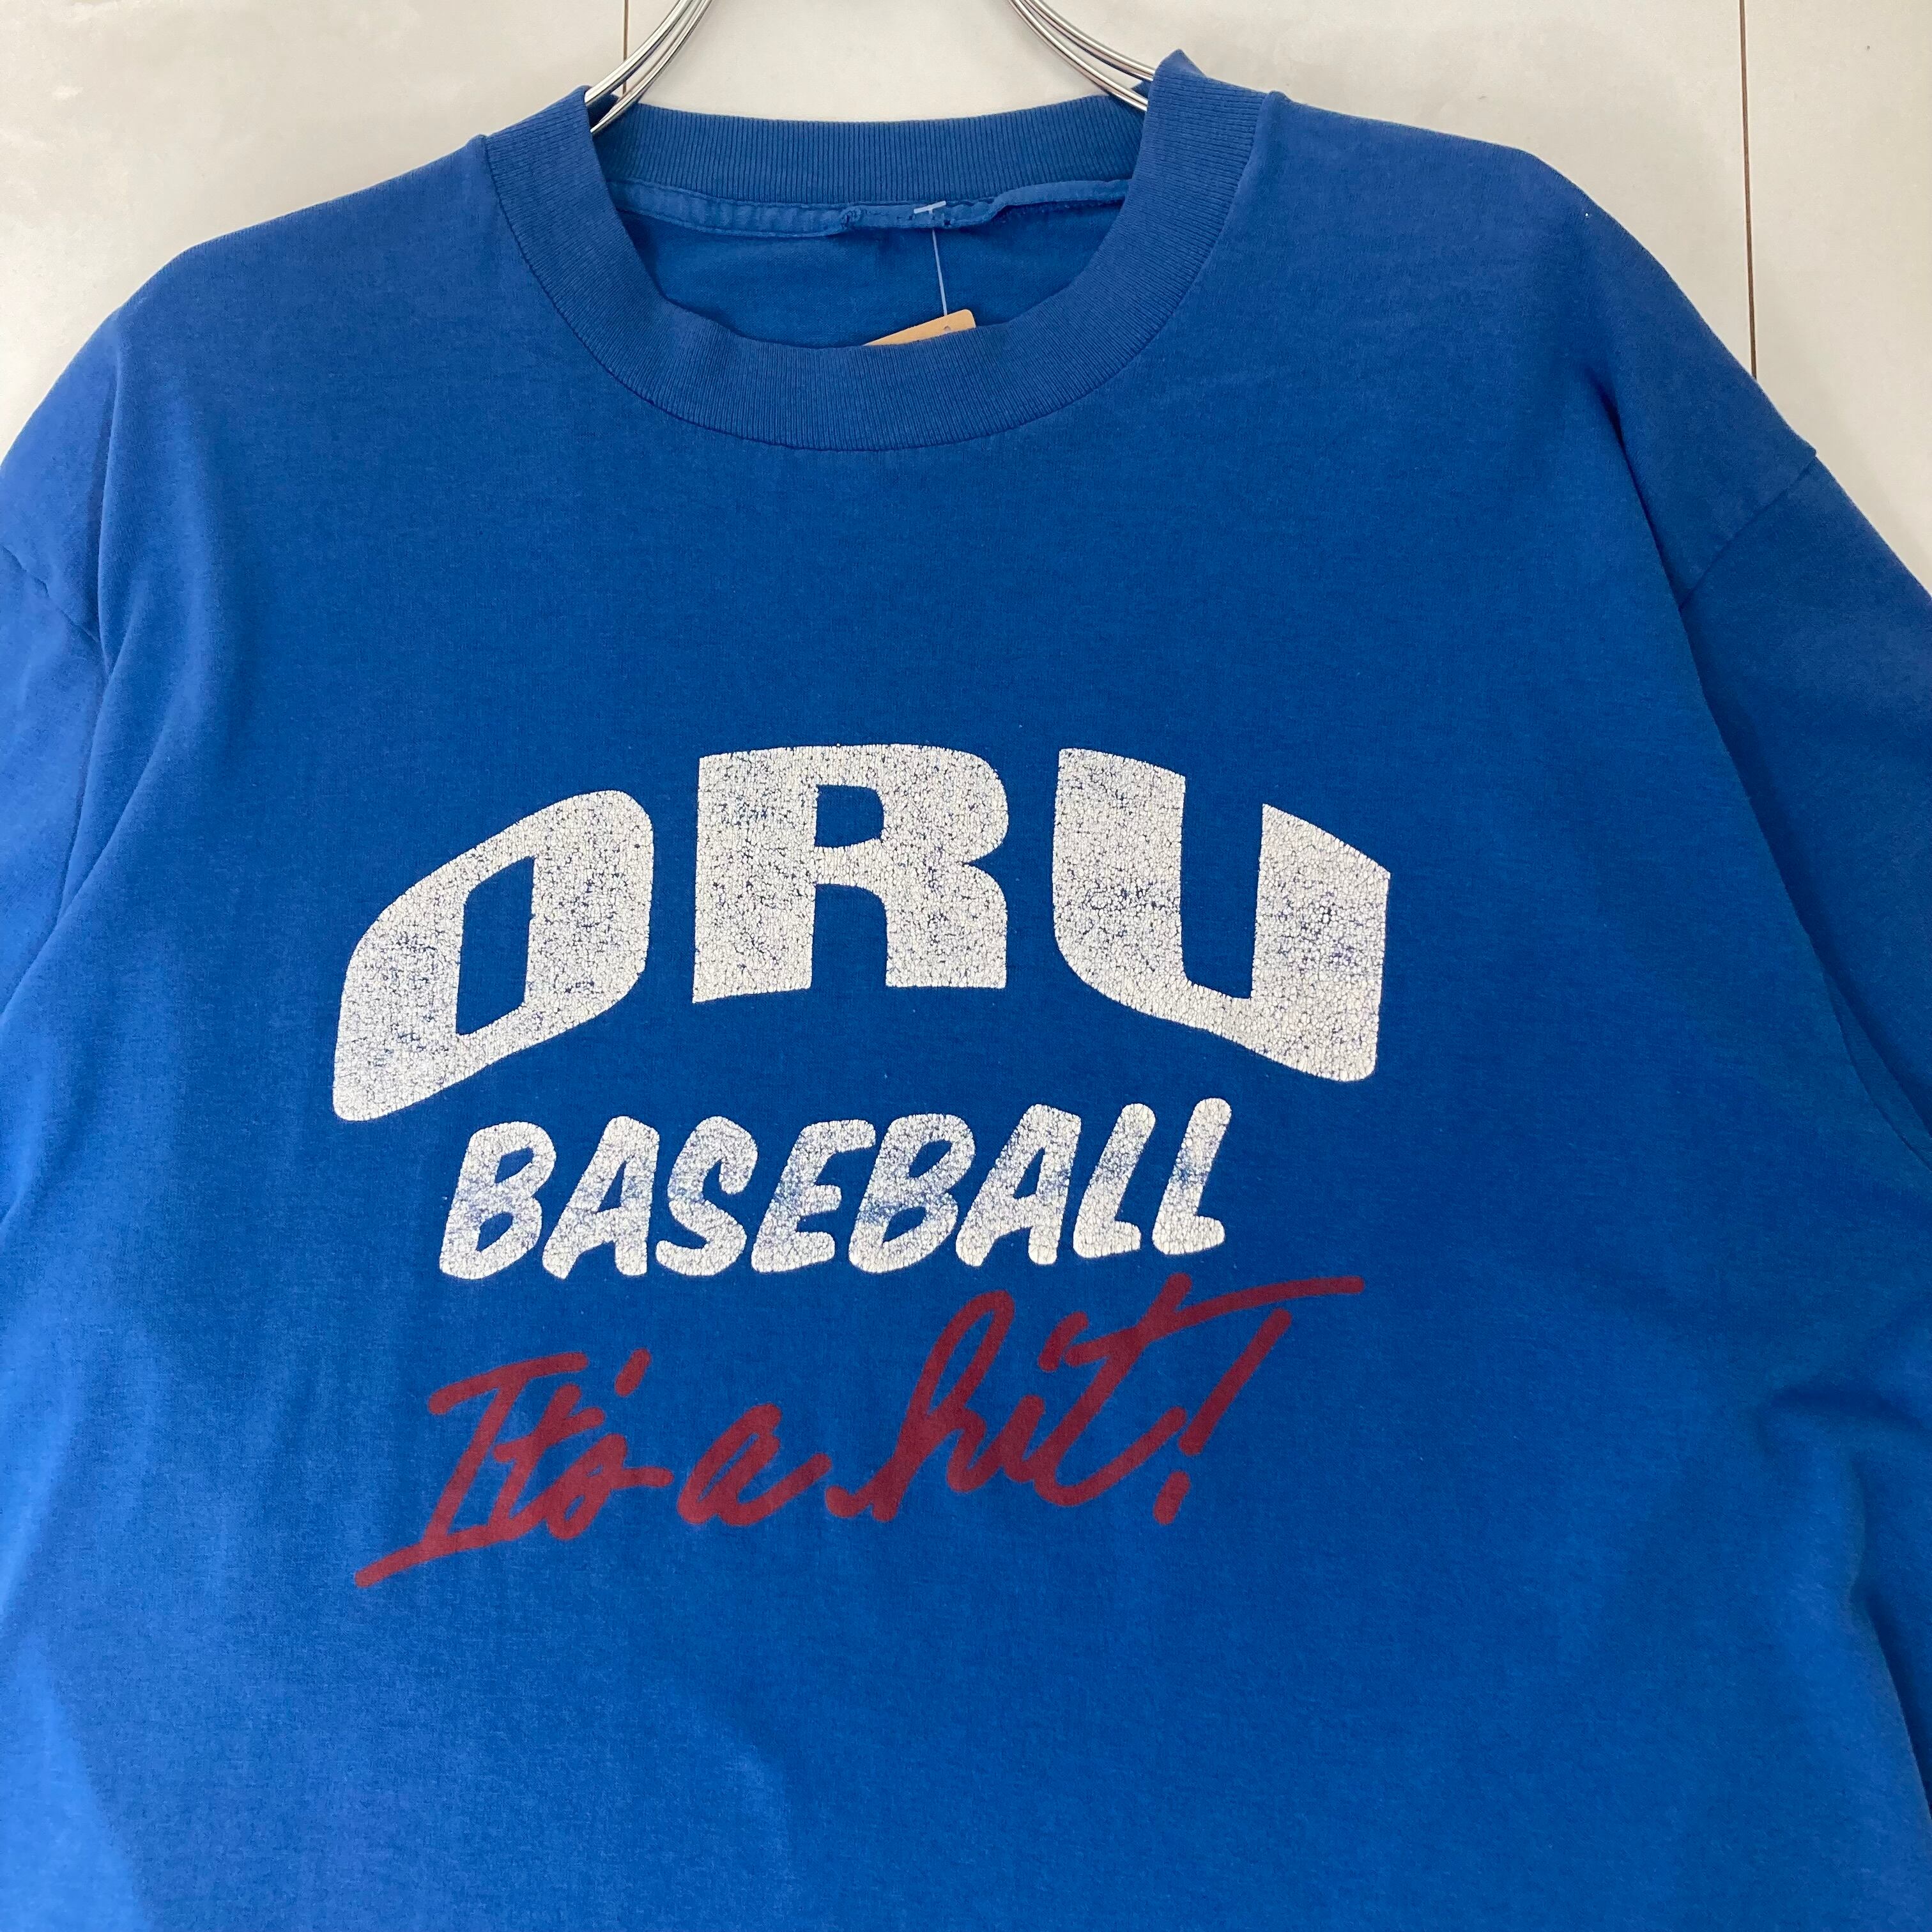 ORU
BASEBALL
It's a hit!